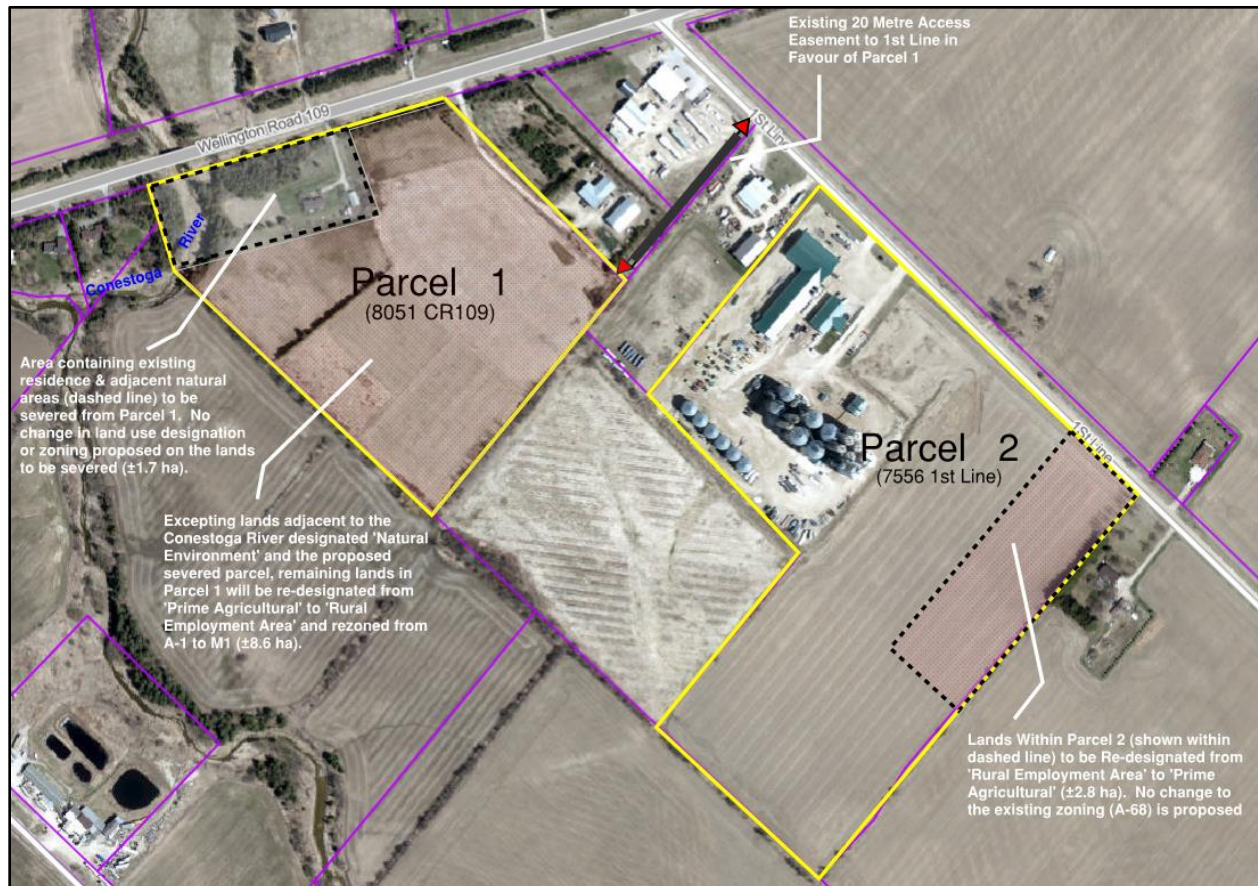 Existing 20 Metre Access
Easement to 1st Line in
Favour of Parcel 1
Wellington Road 109
1St Line
River
Conestoga
Parcel 1
(8051 CR109)
Area containing existing
residence & adjacent natural
areas (dashed line) to be
severed from Parcel 1. No
change in land use designation
or zoning proposed on the lands
to be severed (±1.7 ha).
Parcel 2
(7556 1st Line)
1St Line
Excepting lands adjacent to the
Conestoga River designated 'Natural
Environment' and the proposed
severed parcel, remaining lands in
Parcel 1 will be re-designated from
'Prime Agricultural' to 'Rural
Employment Area' and rezoned from
A-1 to M1 (±8.6 ha).
Lands Within Parcel 2 (shown within
dashed line) to be Re-designated from
'Rural Employment Area' to 'Prime
Agricultural' (±2.8 ha). No change to
the existing zoning (A-68) is proposed